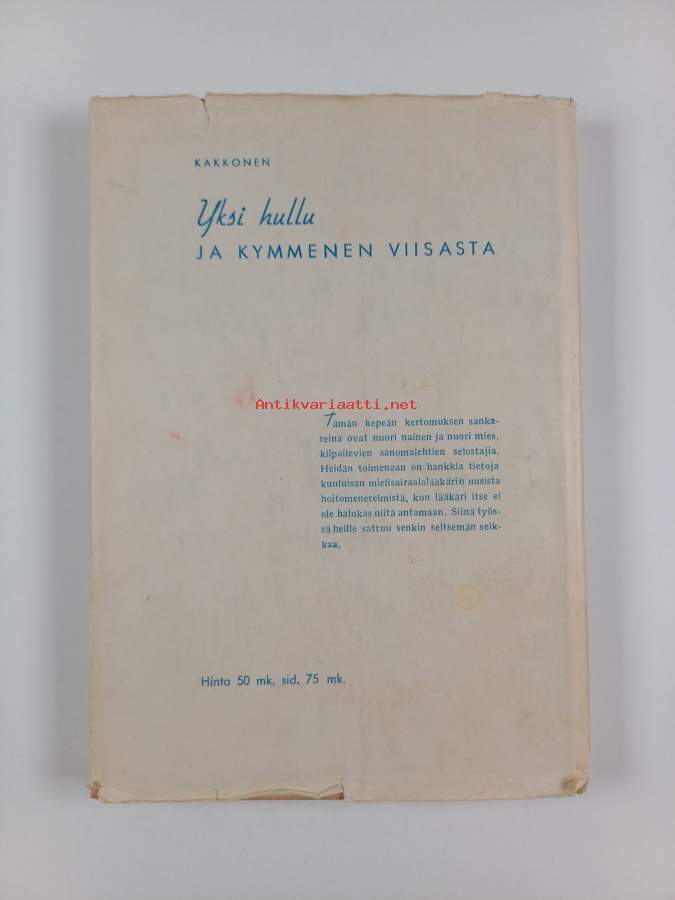 KAKKONEN
Yksi hullu
JA KYMMENEN VIISASTA
Antikvariaatti.net
Tämän kepeän kertomuksen sanka-
reina ovat nuori nainen ja nuori mies,
kilpailevien sanomalehtien selostajia.
Heidän toimenaan on hankkia tietoja
kuuluisan mielisairaalalääkärin uusista
hoitomenetelmistä, kun lääkäri itse ei
ole halukas niitä antamaan. Siinä työs-
sä heille sattuu senkin seitsemän seik-
kaa.
Hinta 50 mk, sid. 75 mk.